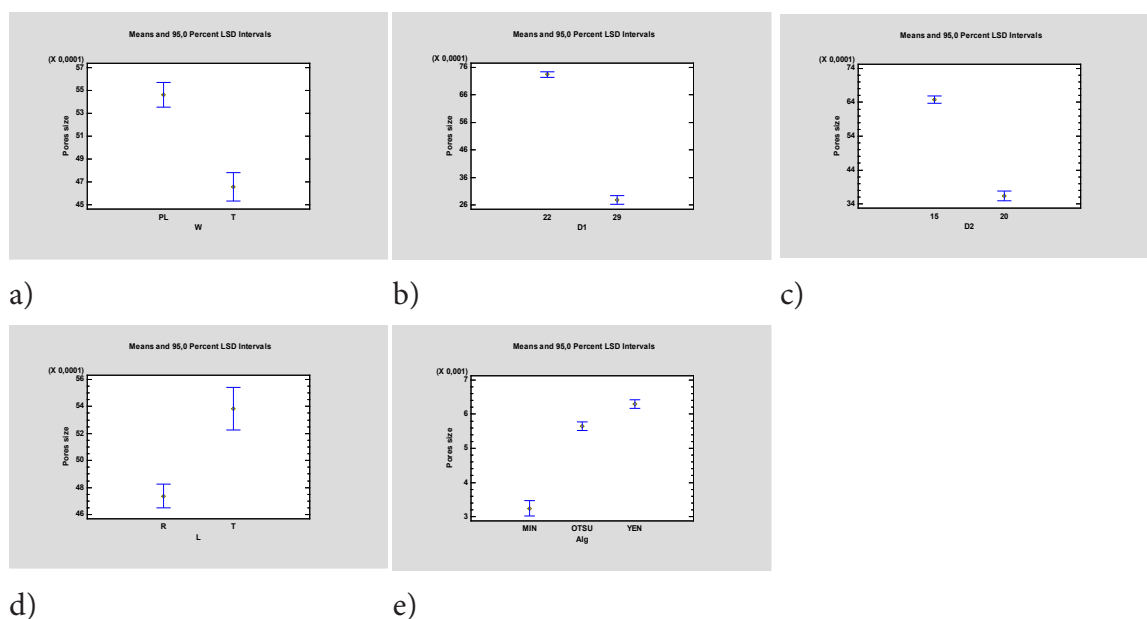 Means and 95,0 Percent LSD Intervals
(X 0,0001)
57
55
53
51
49
47
45
Pores size
PL T
W
a)
Means and 95,0 Percent LSD Intervals
(X 0,0001)
76
66
56
46
36
26
Pores size
22 29
D1
b)
Means and 95,0 Percent LSD Intervals
(X 0,0001)
74
64
54
44
34
Pores size
15 20
D2
c)
Means and 95,0 Percent LSD Intervals
(X 0,0001)
56
54
52
50
48
46
Pores size
R T
L
d)
Means and 95,0 Percent LSD Intervals
(X 0,001)
7
6
5
4
3
Pores size
MIN OTSU YEN
Alg
e)